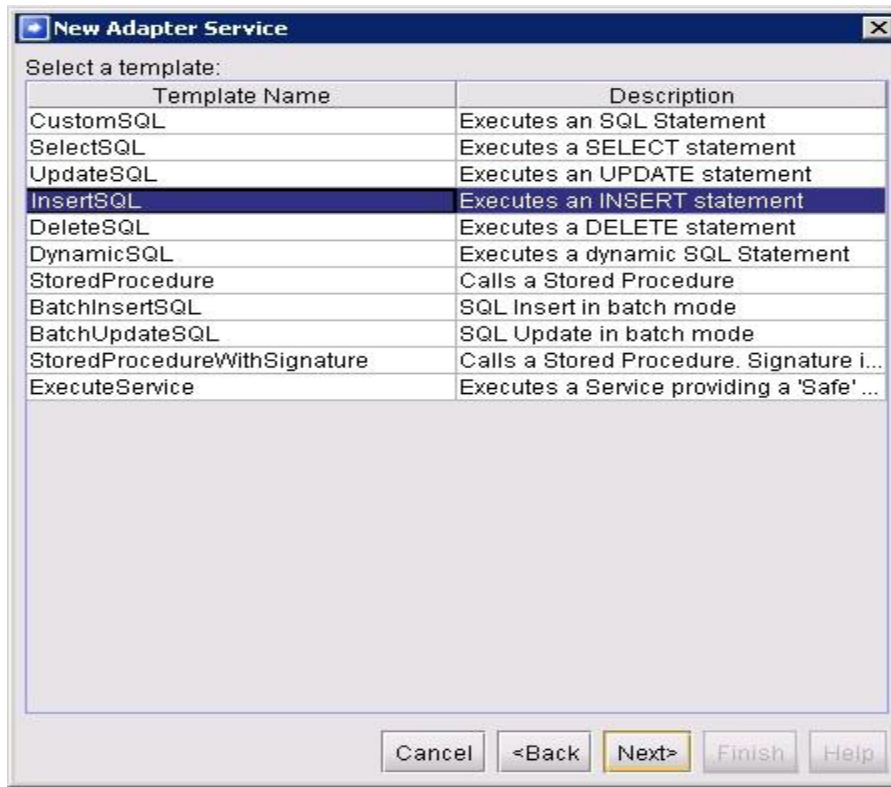 New Adapter Service
Select a template:
Template Name Description
CustomSQL Executes an SQL Statement
SelectSQL Executes a SELECT statement
UpdateSQL Executes an UPDATE statement
InsertSQL Executes an INSERT statement
DeleteSQL Executes a DELETE statement
DynamicSQL Executes a dynamic SQL Statement
StoredProcedure Calls a Stored Procedure
BatchInsertSQL SQL Insert in batch mode
BatchUpdateSQL SQL Update in batch mode
StoredProcedureWithSignature Calls a Stored Procedure. Signature i...
ExecuteService Executes a Service providing a 'Safe' ...
Cancel <Back Next> Finish Help